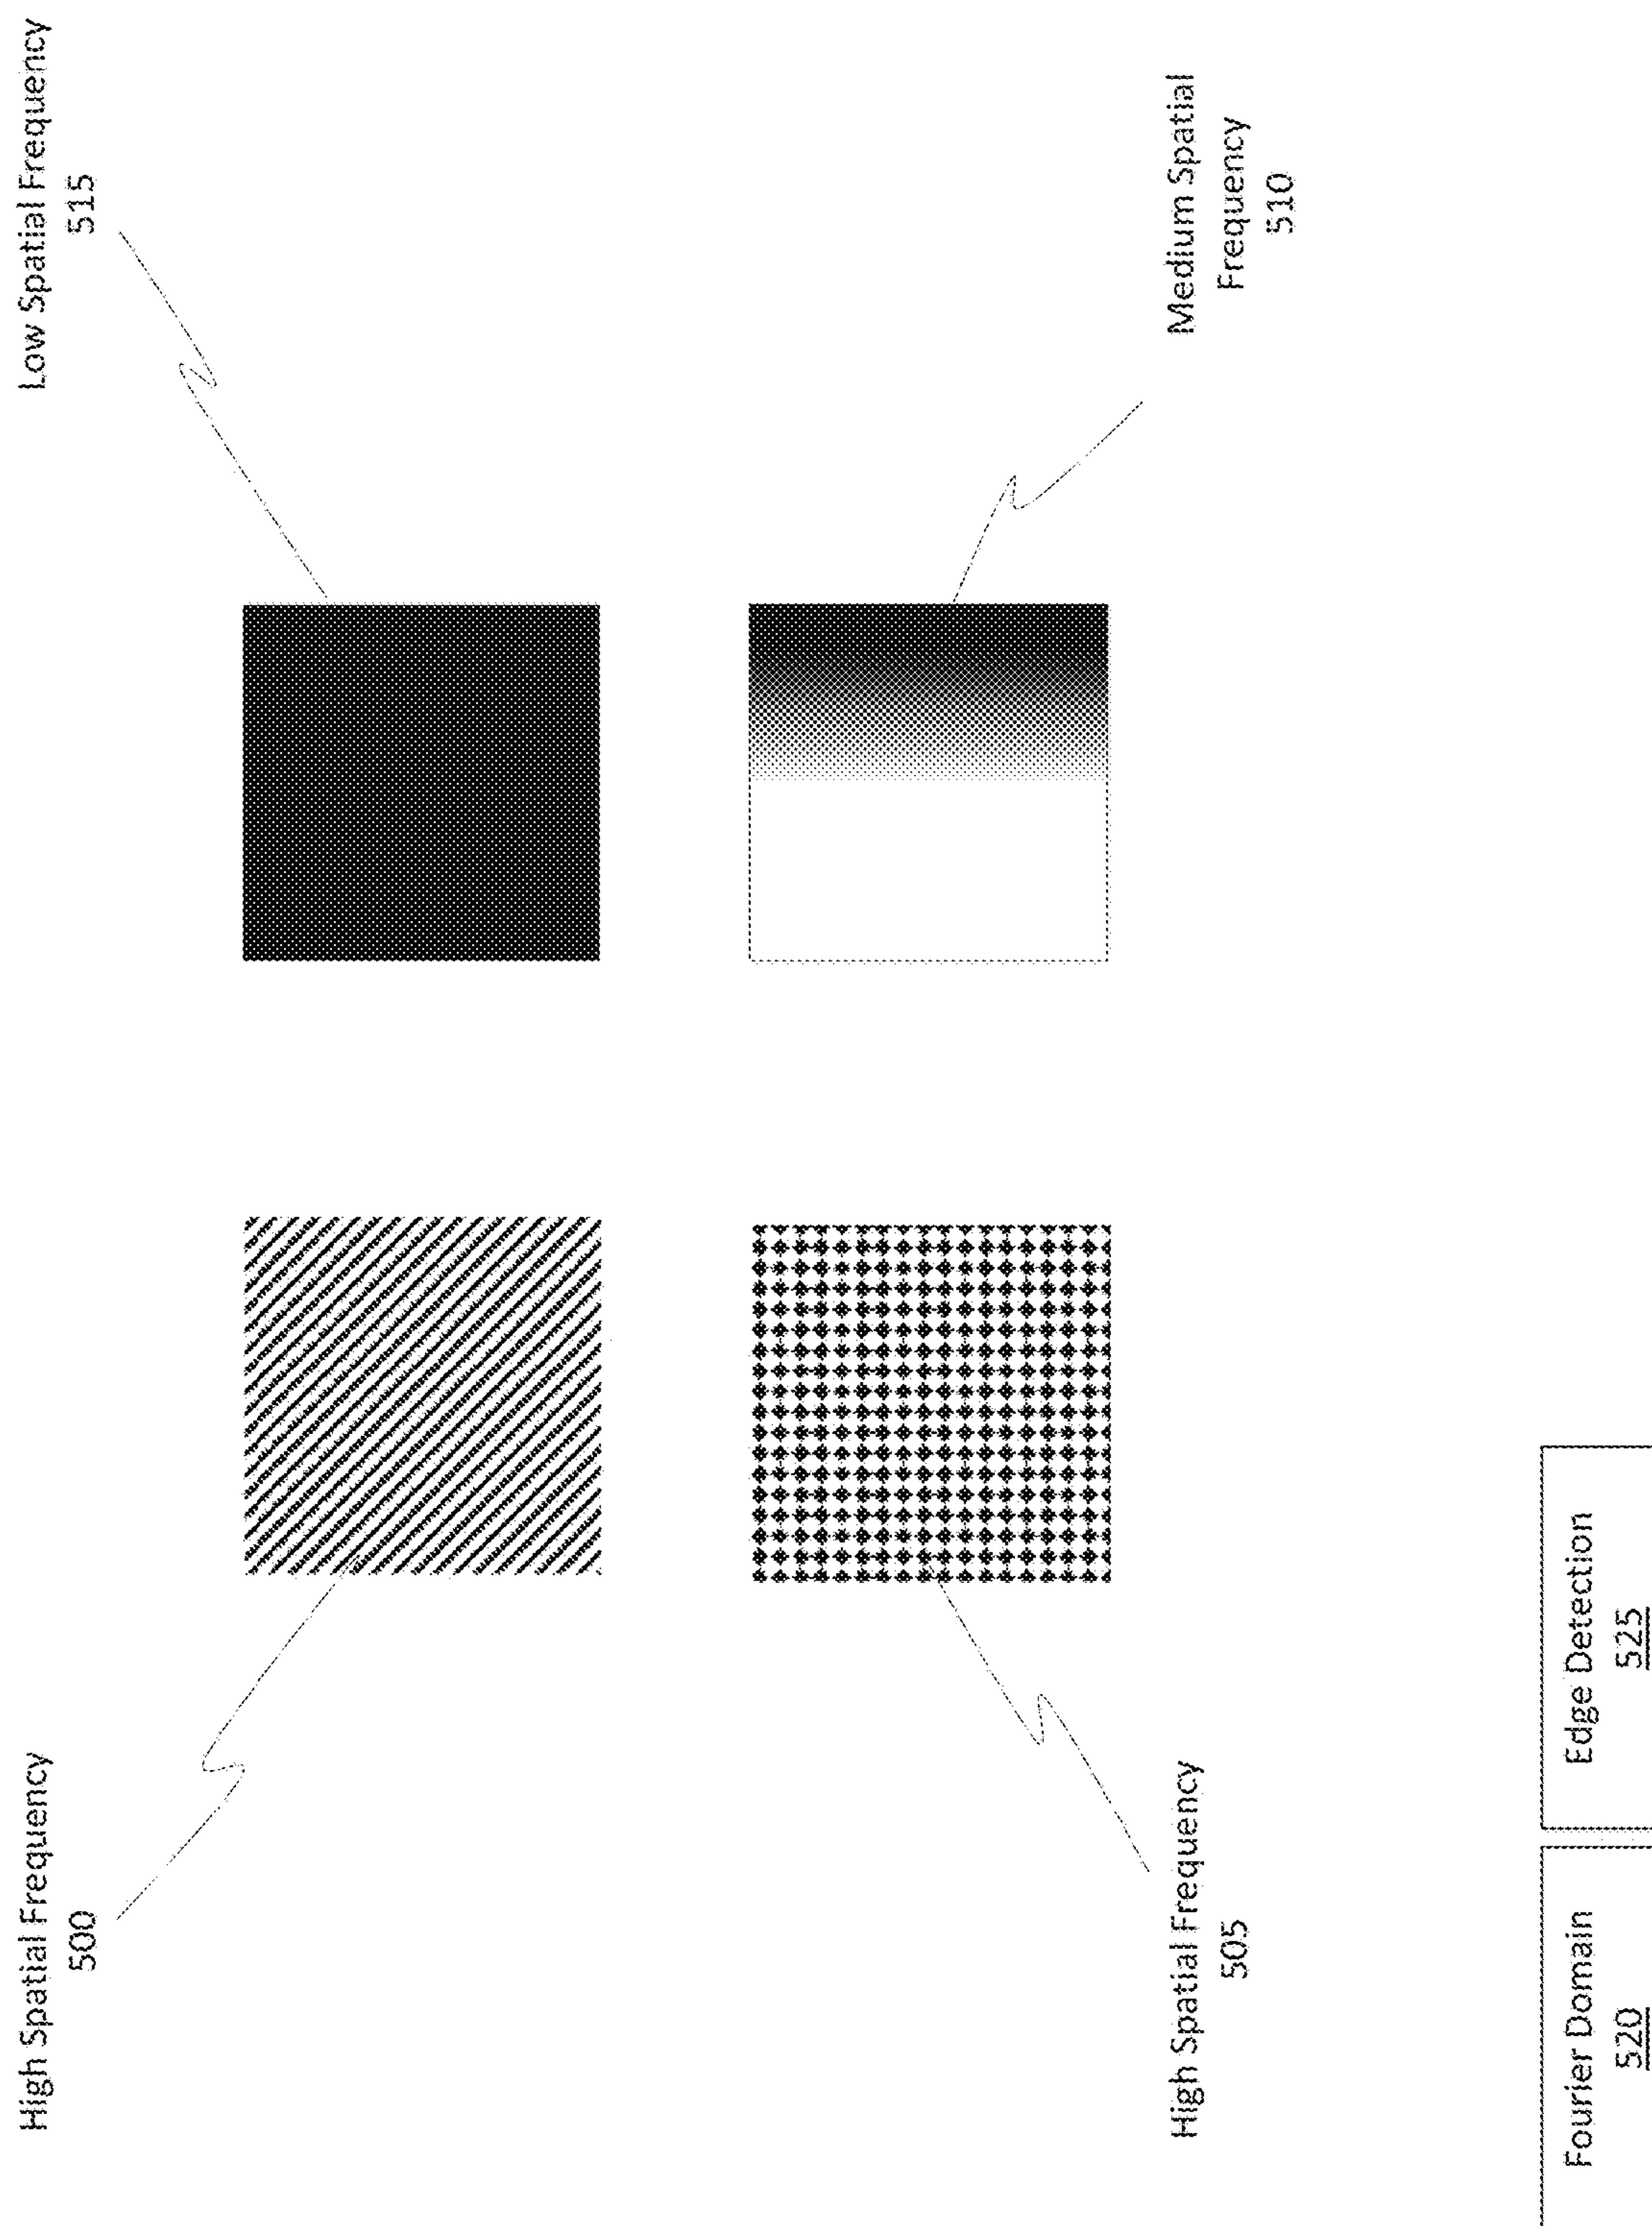 High Spatial Frequency
500
Low Spatial Frequency
515
High Spatial Frequency
505
Medium Spatial
Frequency
510
Fourier Domain
520
Edge Detection
525